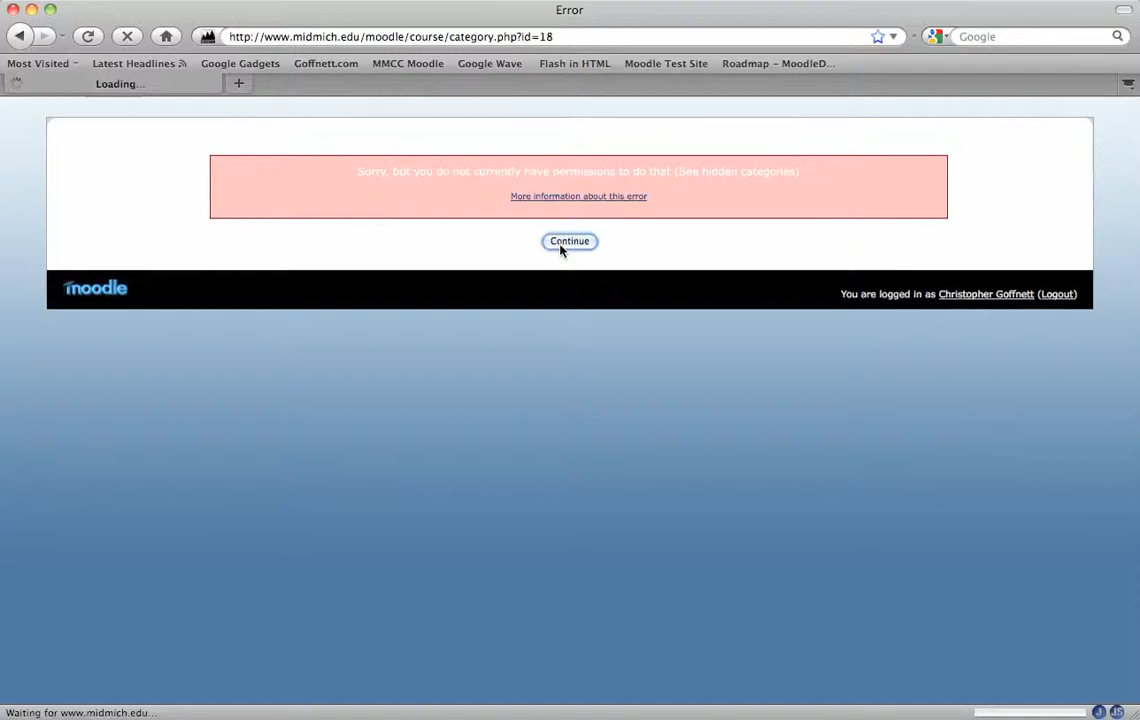 Error
http://www.midmich.edu/moodle/course/category.php?id=18
Google
Most Visited
Latest Headlines
Google Gadgets
Goffnett.com
MMCC Moodle
Google Wave
Flash in HTML
Moodle Test Site
Roadmap – MoodleD...
Loading...
Sorry, but you do not currently have permissions to do that (See hidden categories)
More information about this error
Continue
moodle
You are logged in as Christopher Goffnett (Logout)
Waiting for www.midmich.edu...
J
JS